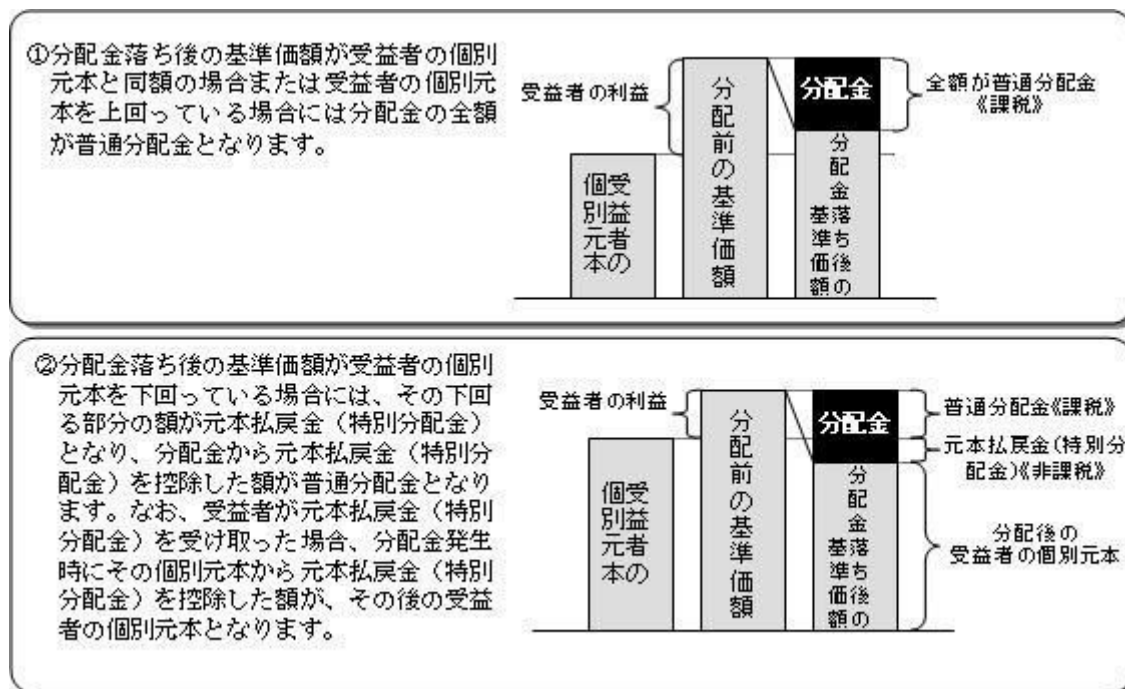 ①分配金落ち後の基準価額が受益者の個別
元本と同額の場合または受益者の個別元
本を上回っている場合には分配金の全額
が普通分配金となります。
受益者の利益
受益者の
個別元本
分配前の基準価額
分配金
分配金落ち後の
基準価額
全額が普通分配金
《課税》
②分配金落ち後の基準価額が受益者の個別
元本を下回っている場合には、その下回
る部分の額が元本払戻金（特別分配金）
となり、分配金から元本払戻金（特別分
配金）を控除した額が普通分配金となり
ます。なお、受益者が元本払戻金（特別
分配金）を受け取った場合、分配金発生
時にその個別元本から元本払戻金（特別
分配金）を控除した額が、その後の受益
者の個別元本となります。
受益者の利益
受益者の
個別元本
分配前の基準価額
分配金
分配金落ち後の
基準価額
普通分配金《課税》
元本払戻金（特別分
配金）《非課税》
分配後の
受益者の個別元本